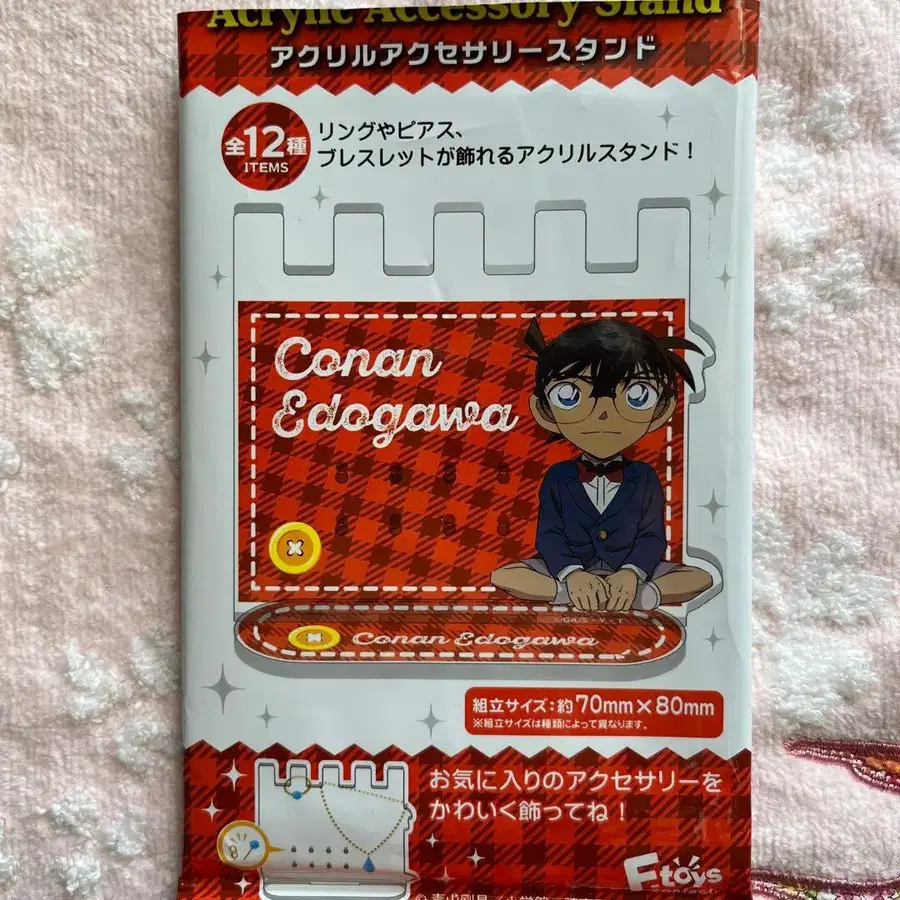 Acrylic Accessory Stand
アクリルアクセサリースタンド
全12種
ITEMS
リングやピアス、
ブレスレットが飾れるアクリルスタンド!
Conan
Edogawa
©GA/S・Y,T
Conan Edogawa
組立サイズ:約70mm×80mm
※組立サイズは種類によって異なります。
お気に入りのアクセサリーを
かわいく飾ってね!
Ftoys
confect